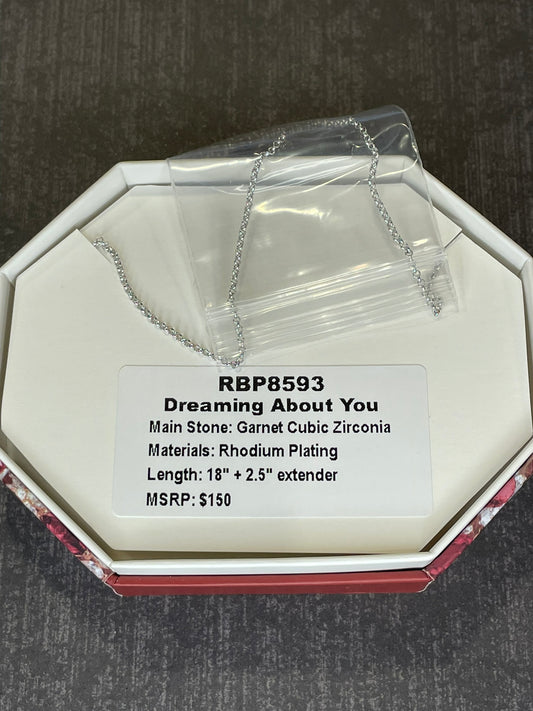 RBP8593
Dreaming About You
Main Stone: Garnet Cubic Zirconia
Materials: Rhodium Plating
Length: 18" + 2.5" extender
MSRP: $150